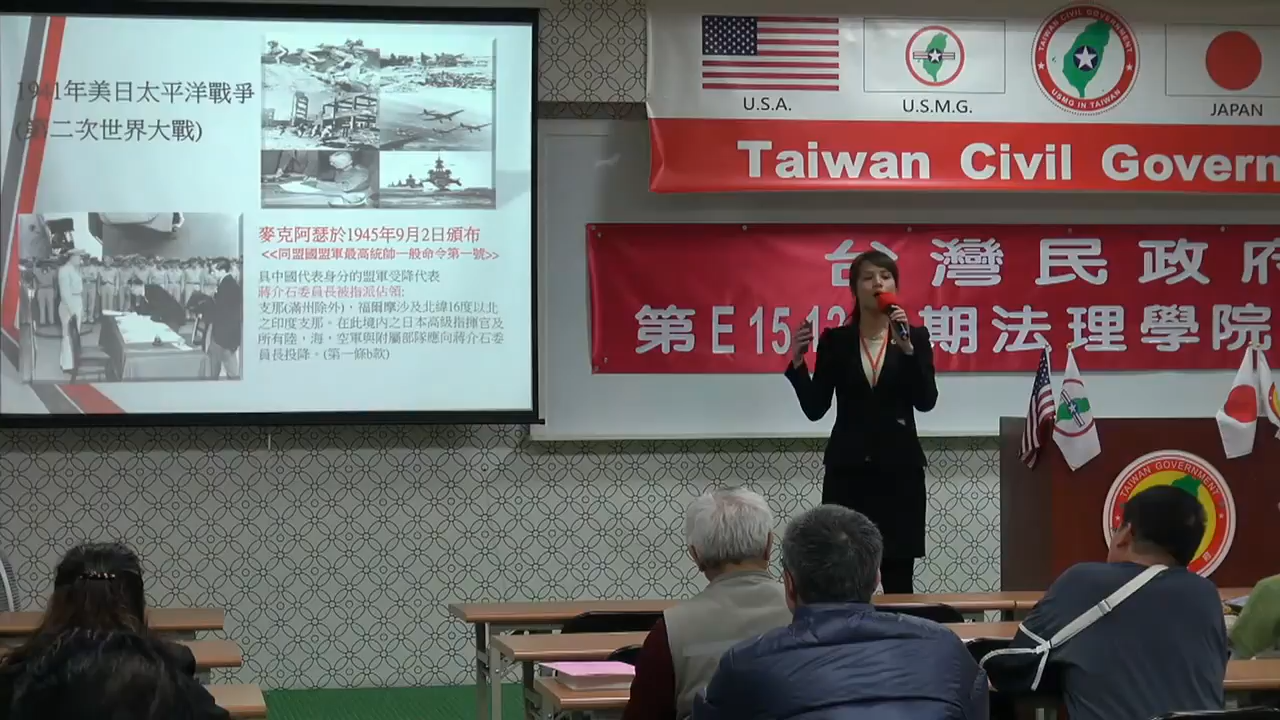 1941年美日太平洋戰爭
(第二次世界大戰)
麥克阿瑟於1945年9月2日頒布
<<同盟國盟軍最高統帥一般命令第一號>>
具中國代表身分的盟軍受降代表
蔣介石委員長被指派佔領:
支那(滿州除外)，福爾摩沙及北緯16度以北
之印度支那。在此境內之日本高級指揮官及
所有陸，海，空軍與附屬部隊應向蔣介石委
員長投降。(第一條b款)
U.S.A.
U.S.M.G.
TAIWAN CIVIL GOVERNMENT
USMG IN TAIWAN
JAPAN
Taiwan Civil Govern
台灣民政府
第E15 期法理學院
TAIWAN GOVERNMENT